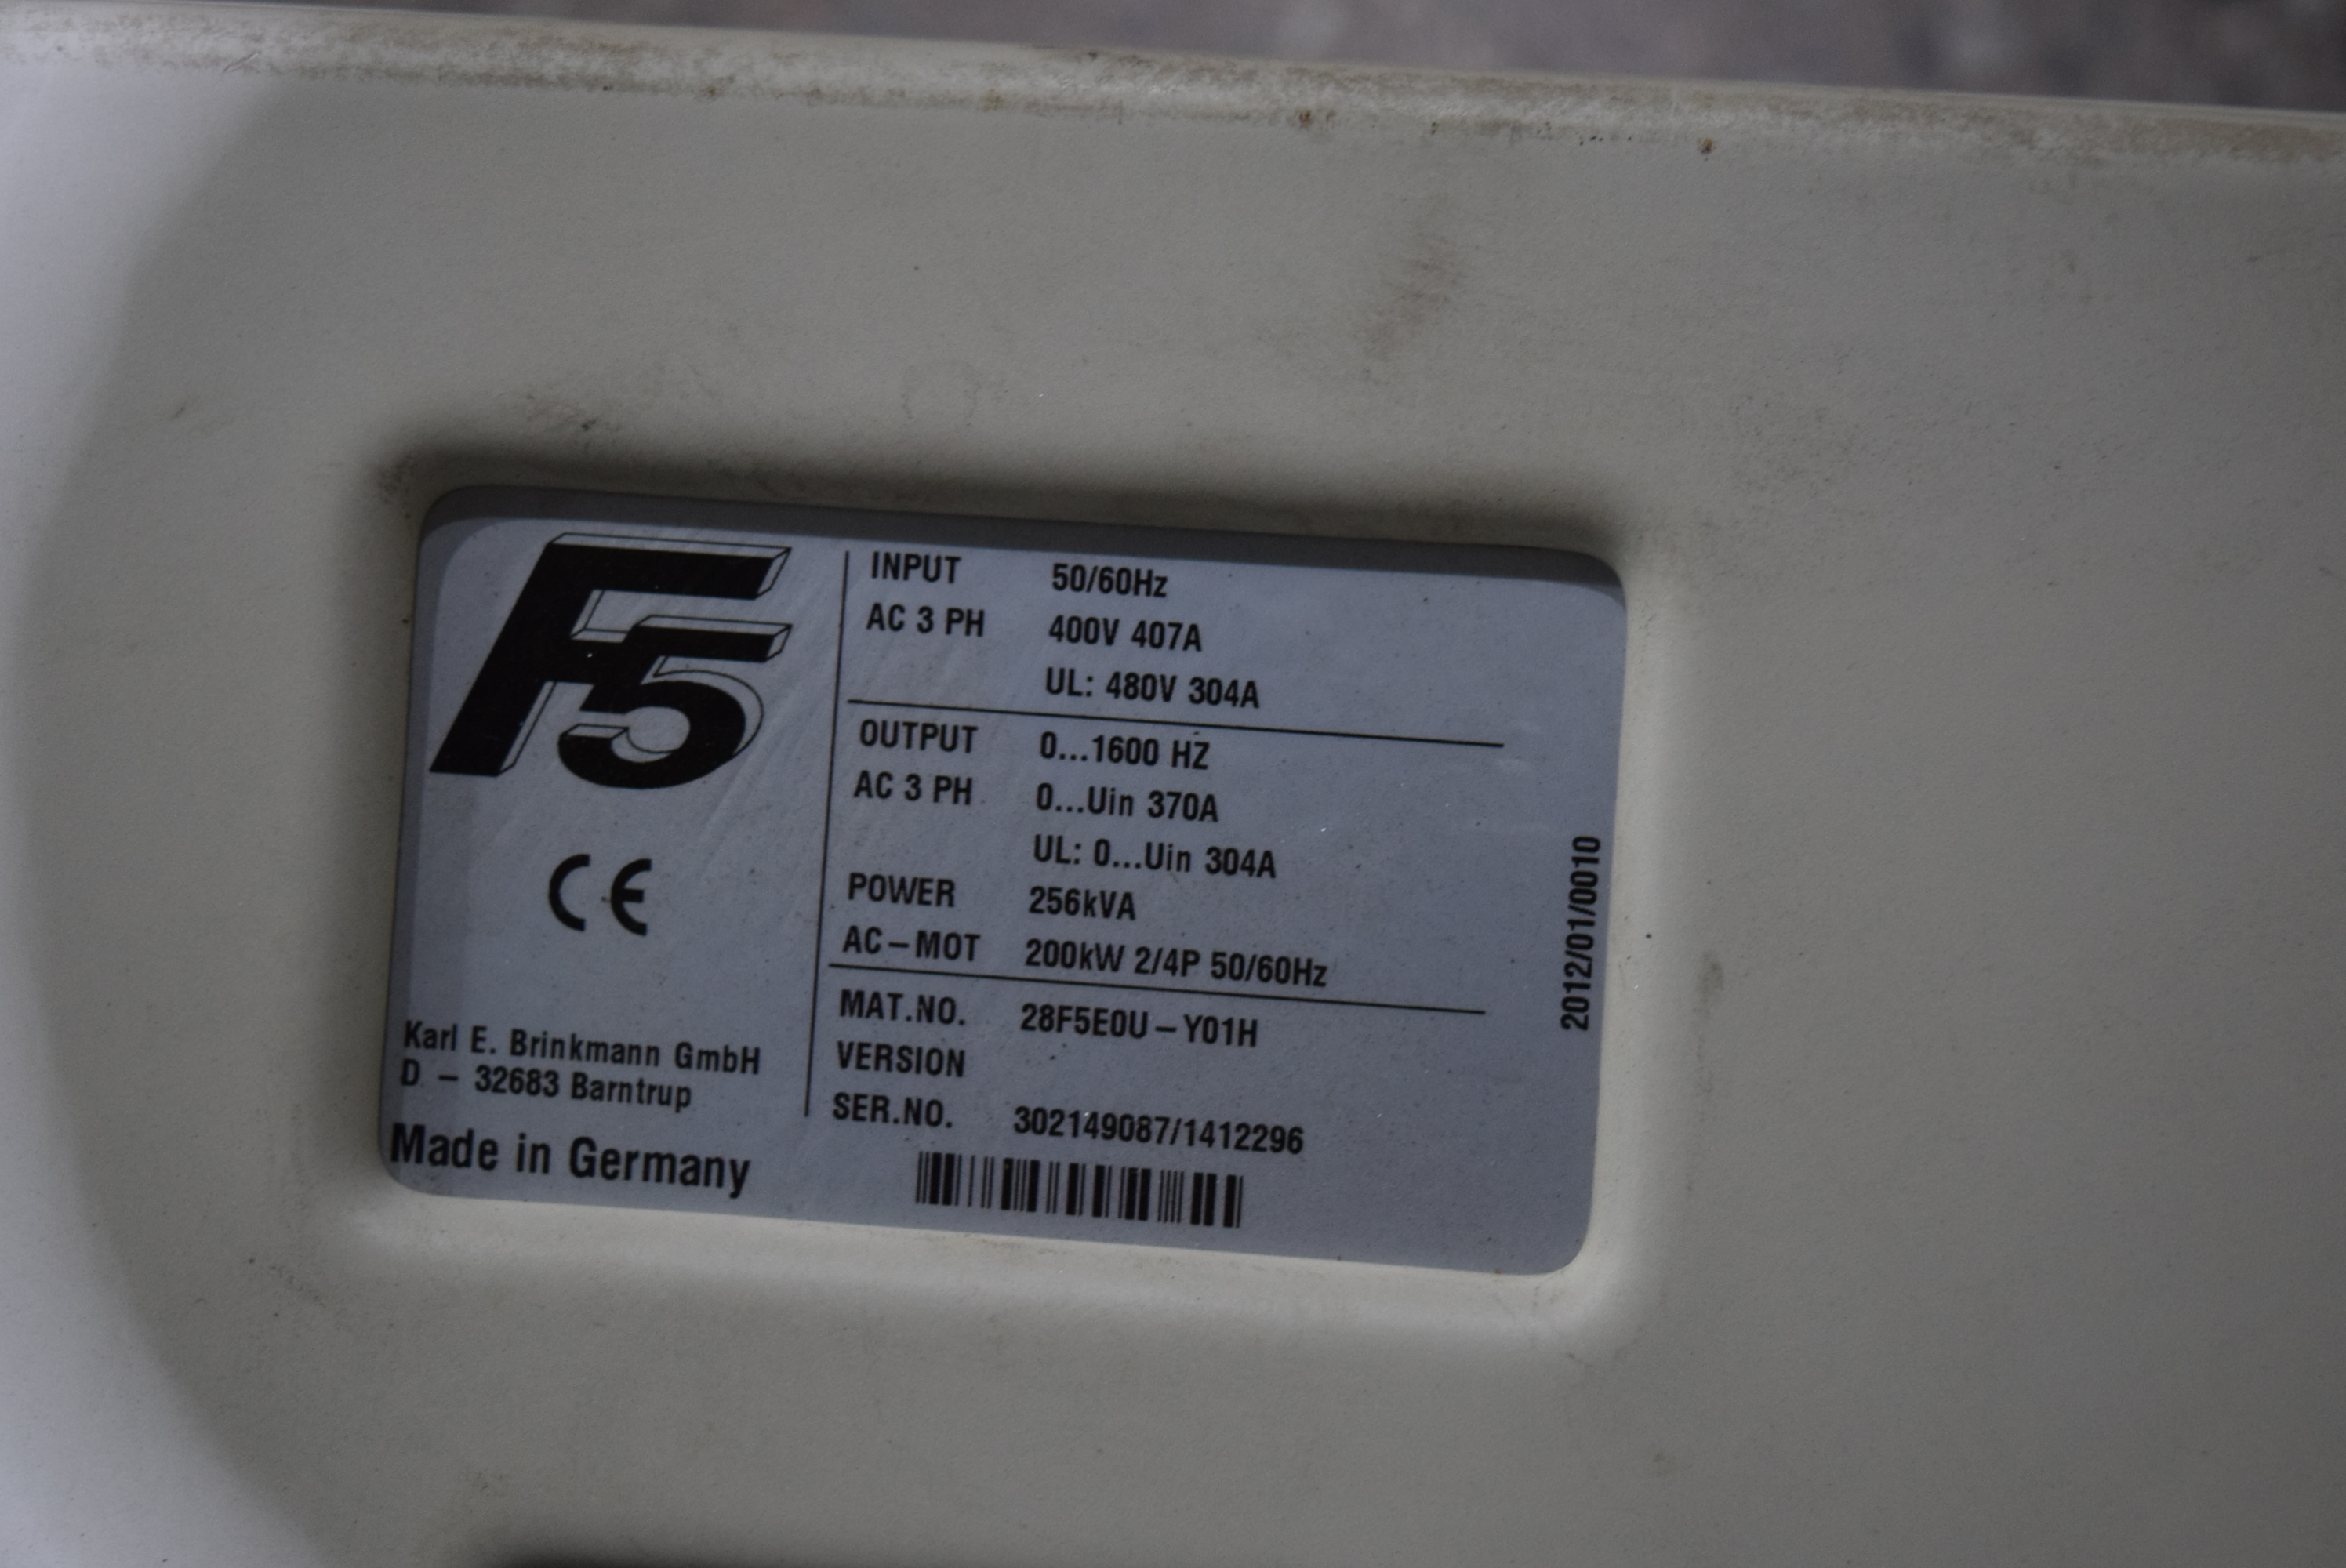 F5
CE
Karl E. Brinkmann GmbH
D – 32683 Barntrup
Made in Germany
INPUT 50/60Hz
AC 3 PH 400V 407A
UL: 480V 304A
OUTPUT 0...1600 HZ
AC 3 PH 0...Uin 370A
UL: 0...Uin 304A
POWER 256kVA
AC–MOT 200kW 2/4P 50/60Hz
MAT.NO. 28F5E0U–Y01H
VERSION
SER.NO. 302149087/1412296
2012/01/0010